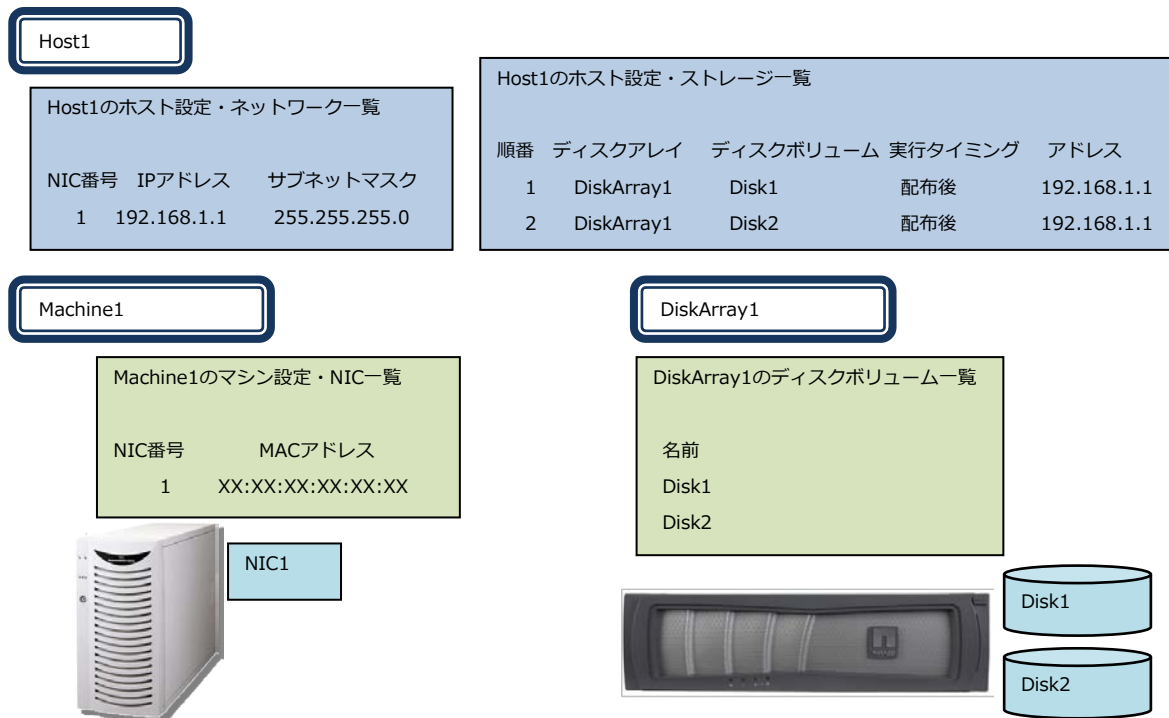 Host1
Host1のホスト設定・ネットワーク一覧
NIC番号 IPアドレス サブネットマスク
1 192.168.1.1 255.255.255.0
Host1のホスト設定・ストレージ一覧
順番 ディスクアレイ ディスクボリューム 実行タイミング アドレス
1 DiskArray1 Disk1 配布後 192.168.1.1
2 DiskArray1 Disk2 配布後 192.168.1.1
Machine1
Machine1のマシン設定・NIC一覧
NIC番号 MACアドレス
1 XX:XX:XX:XX:XX:XX
NIC1
DiskArray1
DiskArray1のディスクボリューム一覧
名前
Disk1
Disk2
Disk1
Disk2